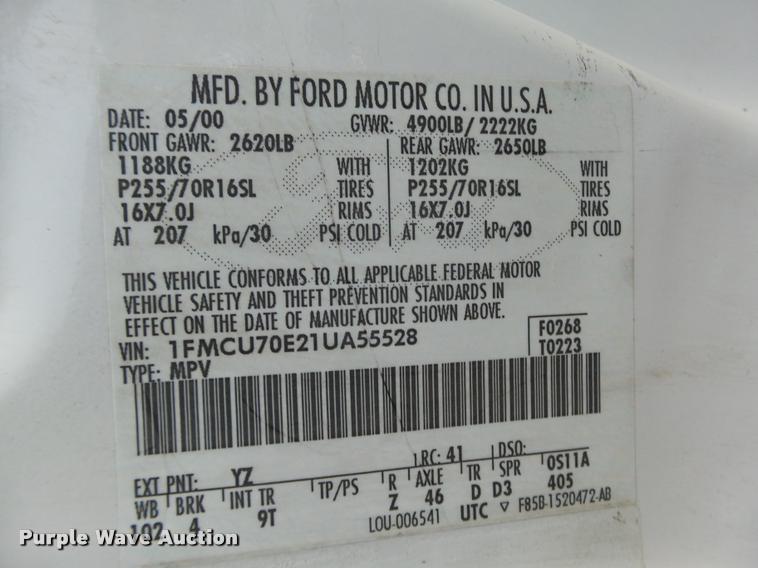 MFD. BY FORD MOTOR CO. IN U.S.A.
DATE: 05/00 GVWR: 4900LB/ 2222KG
FRONT GAWR: 2620LB REAR GAWR: 2650LB
1188KG WITH 1202KG WITH
P255/70R16SL TIRES P255/70R16SL TIRES
16X7.0J RIMS 16X7.0J RIMS
AT 207 kPa/30 PSI COLD AT 207 kPa/30 PSI COLD
THIS VEHICLE CONFORMS TO ALL APPLICABLE FEDERAL MOTOR
VEHICLE SAFETY AND THEFT PREVENTION STANDARDS IN
EFFECT ON THE DATE OF MANUFACTURE SHOWN ABOVE.
VIN: 1FMCU70E21UA55528 F0268
TYPE: MPV T0223
EXT PNT: YZ RC: 41 DSO:
WB BRK INT TR TP/PS R AXLE TR SPR 0S11A
102 4 9T Z 46 D D3 405
LOU-006541 UTC F85B-1520472-AB
Purple Wave Auction